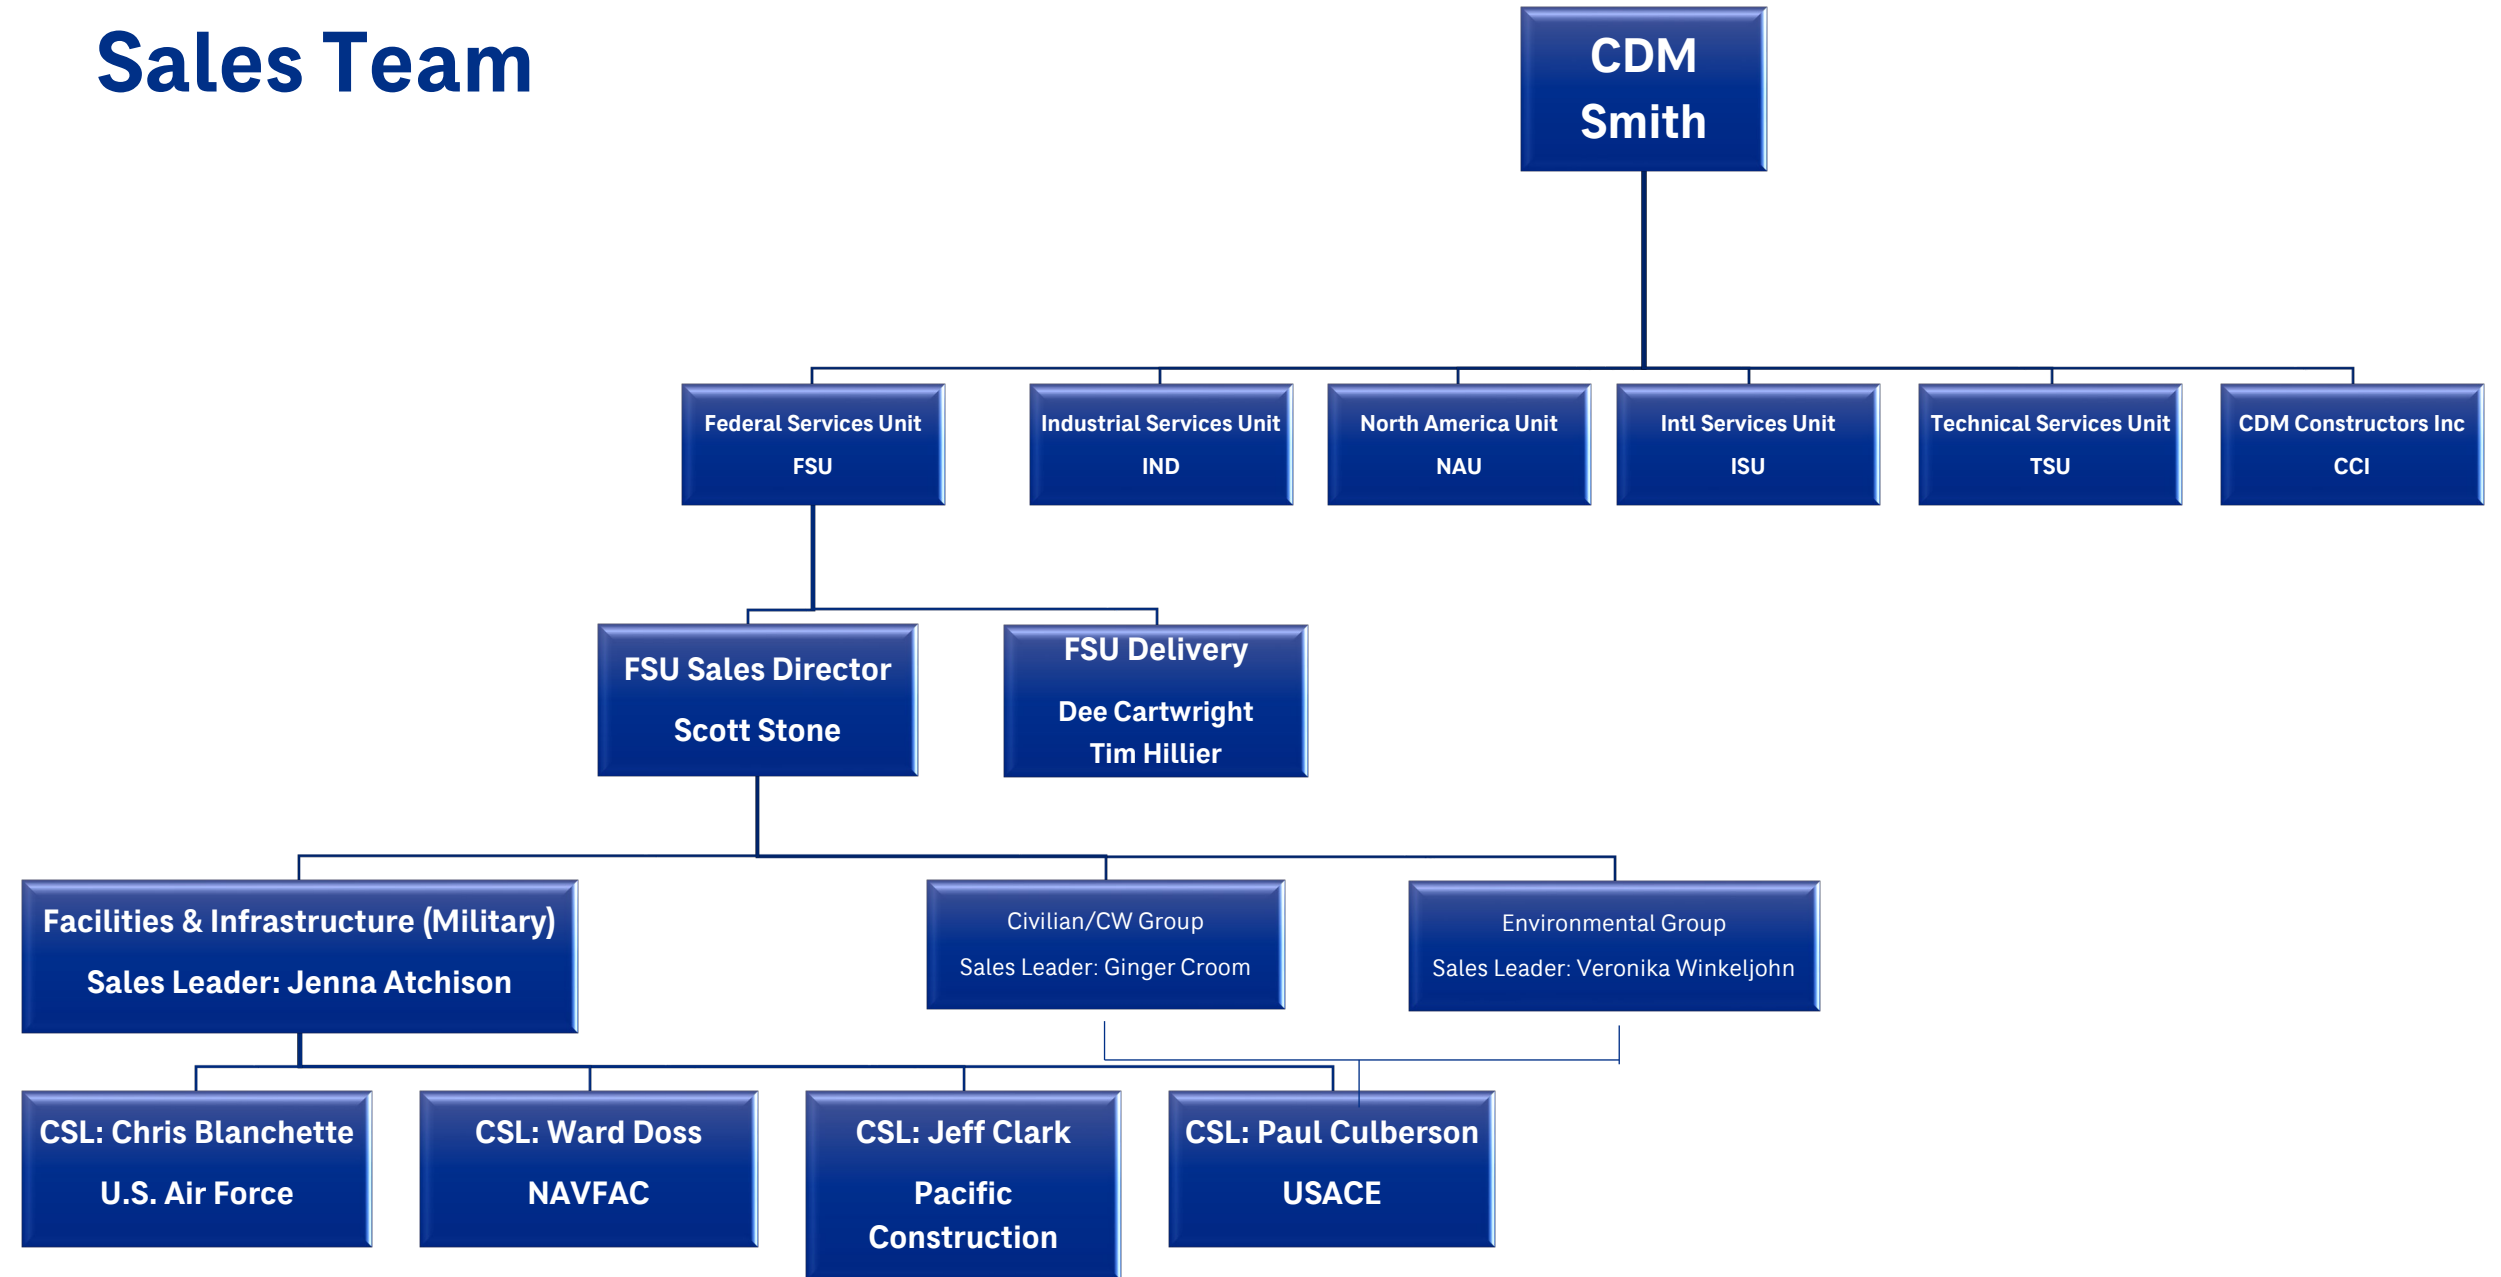 Sales Team
CDM
Smith
Federal Services Unit
FSU
Industrial Services Unit
IND
North America Unit
NAU
Intl Services Unit
ISU
Technical Services Unit
TSU
CDM Constructors Inc
CCI
FSU Sales Director
Scott Stone
FSU Delivery
Dee Cartwright
Tim Hillier
Facilities & Infrastructure (Military)
Sales Leader: Jenna Atchison
Civilian/CW Group
Sales Leader: Ginger Croom
Environmental Group
Sales Leader: Veronika Winkeljohn
CSL: Chris Blanchette
U.S. Air Force
CSL: Ward Doss
NAVFAC
CSL: Jeff Clark
Pacific
Construction
CSL: Paul Culberson
USACE